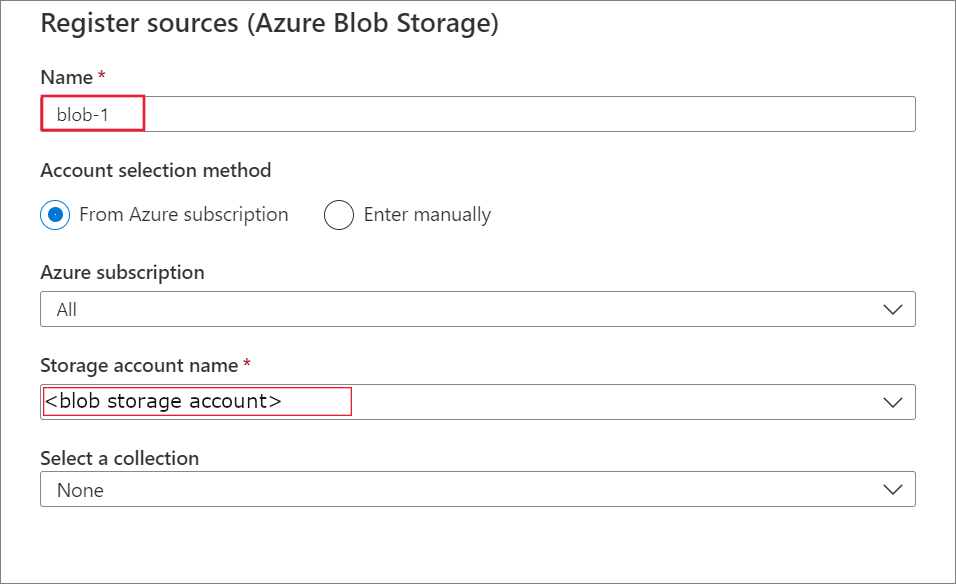 Register sources (Azure Blob Storage)
Name *
blob-1
Account selection method
From Azure subscription Enter manually
Azure subscription
All
Storage account name *
<blob storage account>
Select a collection
None